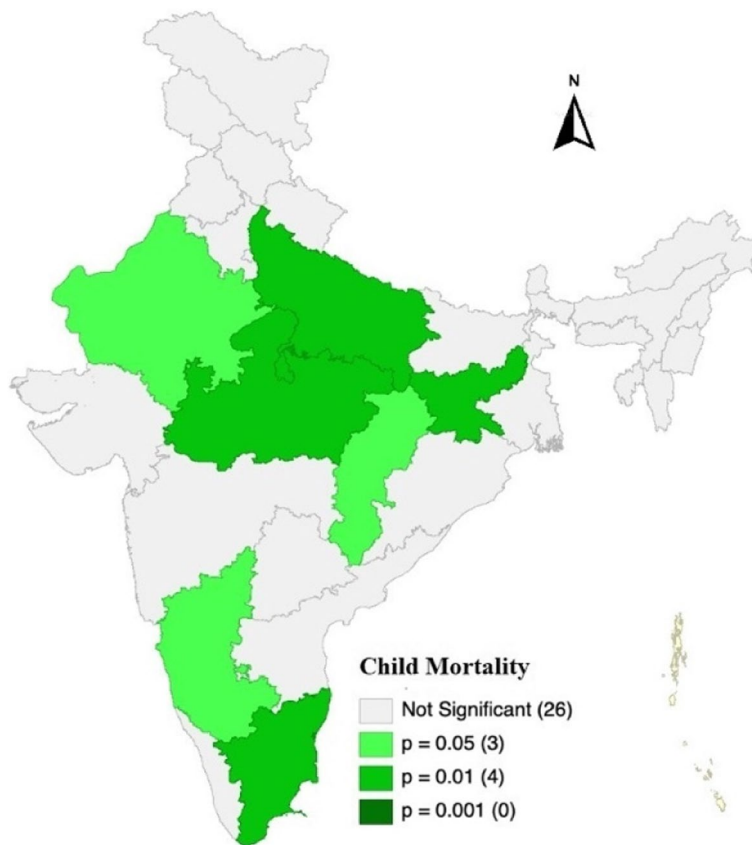 N
Child Mortality
Not Significant (26)
p = 0.05 (3)
p = 0.01 (4)
p = 0.001 (0)